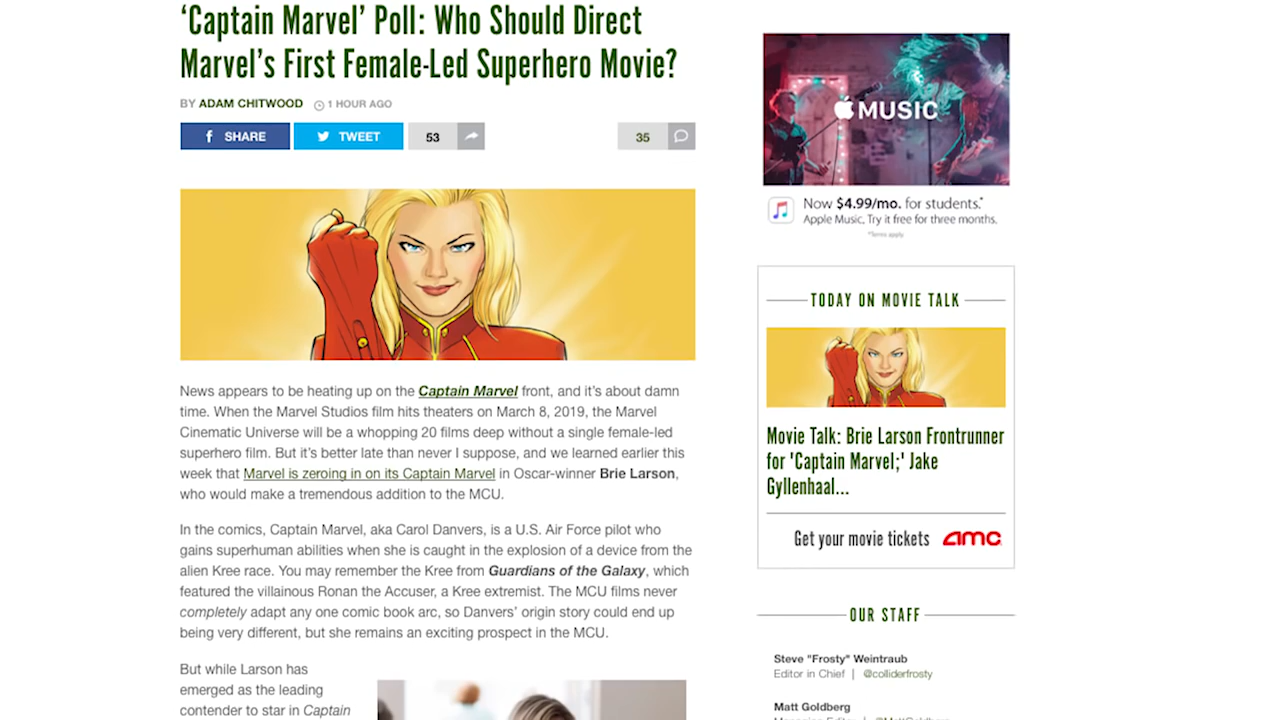 ‘Captain Marvel’ Poll: Who Should Direct
Marvel’s First Female-Led Superhero Movie?
BY ADAM CHITWOOD 1 HOUR AGO
SHARE TWEET 53 35
News appears to be heating up on the Captain Marvel front, and it’s about damn
time. When the Marvel Studios film hits theaters on March 8, 2019, the Marvel
Cinematic Universe will be a whopping 20 films deep without a single female-led
superhero film. But it’s better late than never I suppose, and we learned earlier this
week that Marvel is zeroing in on its Captain Marvel in Oscar-winner Brie Larson,
who would make a tremendous addition to the MCU.
In the comics, Captain Marvel, aka Carol Danvers, is a U.S. Air Force pilot who
gains superhuman abilities when she is caught in the explosion of a device from the
alien Kree race. You may remember the Kree from Guardians of the Galaxy, which
featured the villainous Ronan the Accuser, a Kree extremist. The MCU films never
completely adapt any one comic book arc, so Danvers’ origin story could end up
being very different, but she remains an exciting prospect in the MCU.
But while Larson has
emerged as the leading
contender to star in Captain
MUSIC
Now $4.99/mo. for students.*
Apple Music. Try it free for three months.
*Terms apply.
TODAY ON MOVIE TALK
Movie Talk: Brie Larson Frontrunner
for 'Captain Marvel;' Jake
Gyllenhaal...
Get your movie tickets amc
OUR STAFF
Steve "Frosty" Weintraub
Editor in Chief | @colliderfrosty
Matt Goldberg